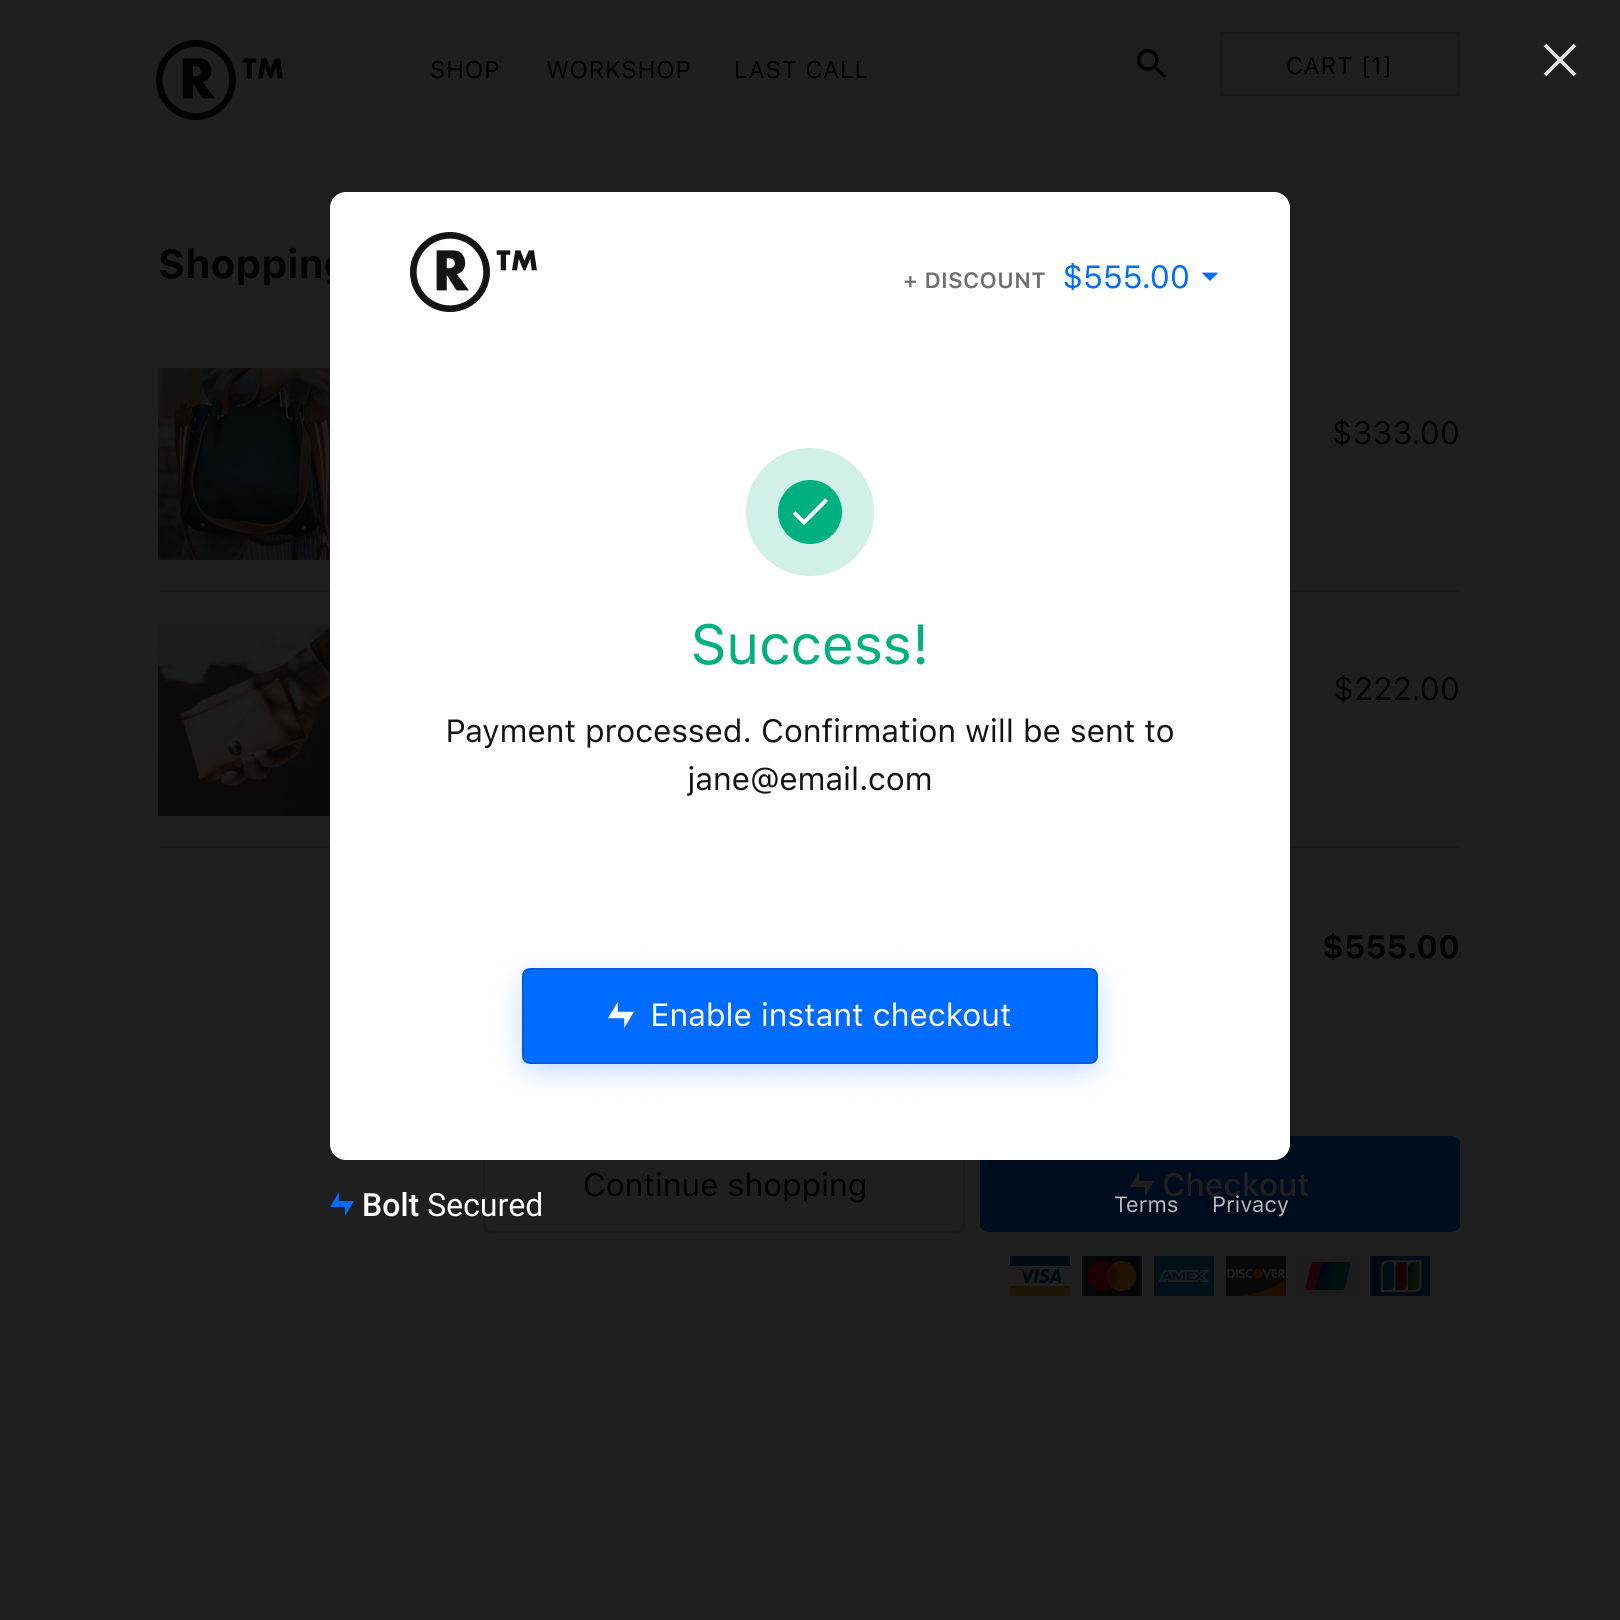 R TM
SHOP WORKSHOP LAST CALL
CART [1]
Shopping
R TM
+ DISCOUNT $555.00
$333.00
Success!
$222.00
Payment processed. Confirmation will be sent to
jane@email.com
$555.00
Enable instant checkout
Continue shopping
Checkout
Bolt Secured
Terms Privacy
VISA AMEX DISCOVER